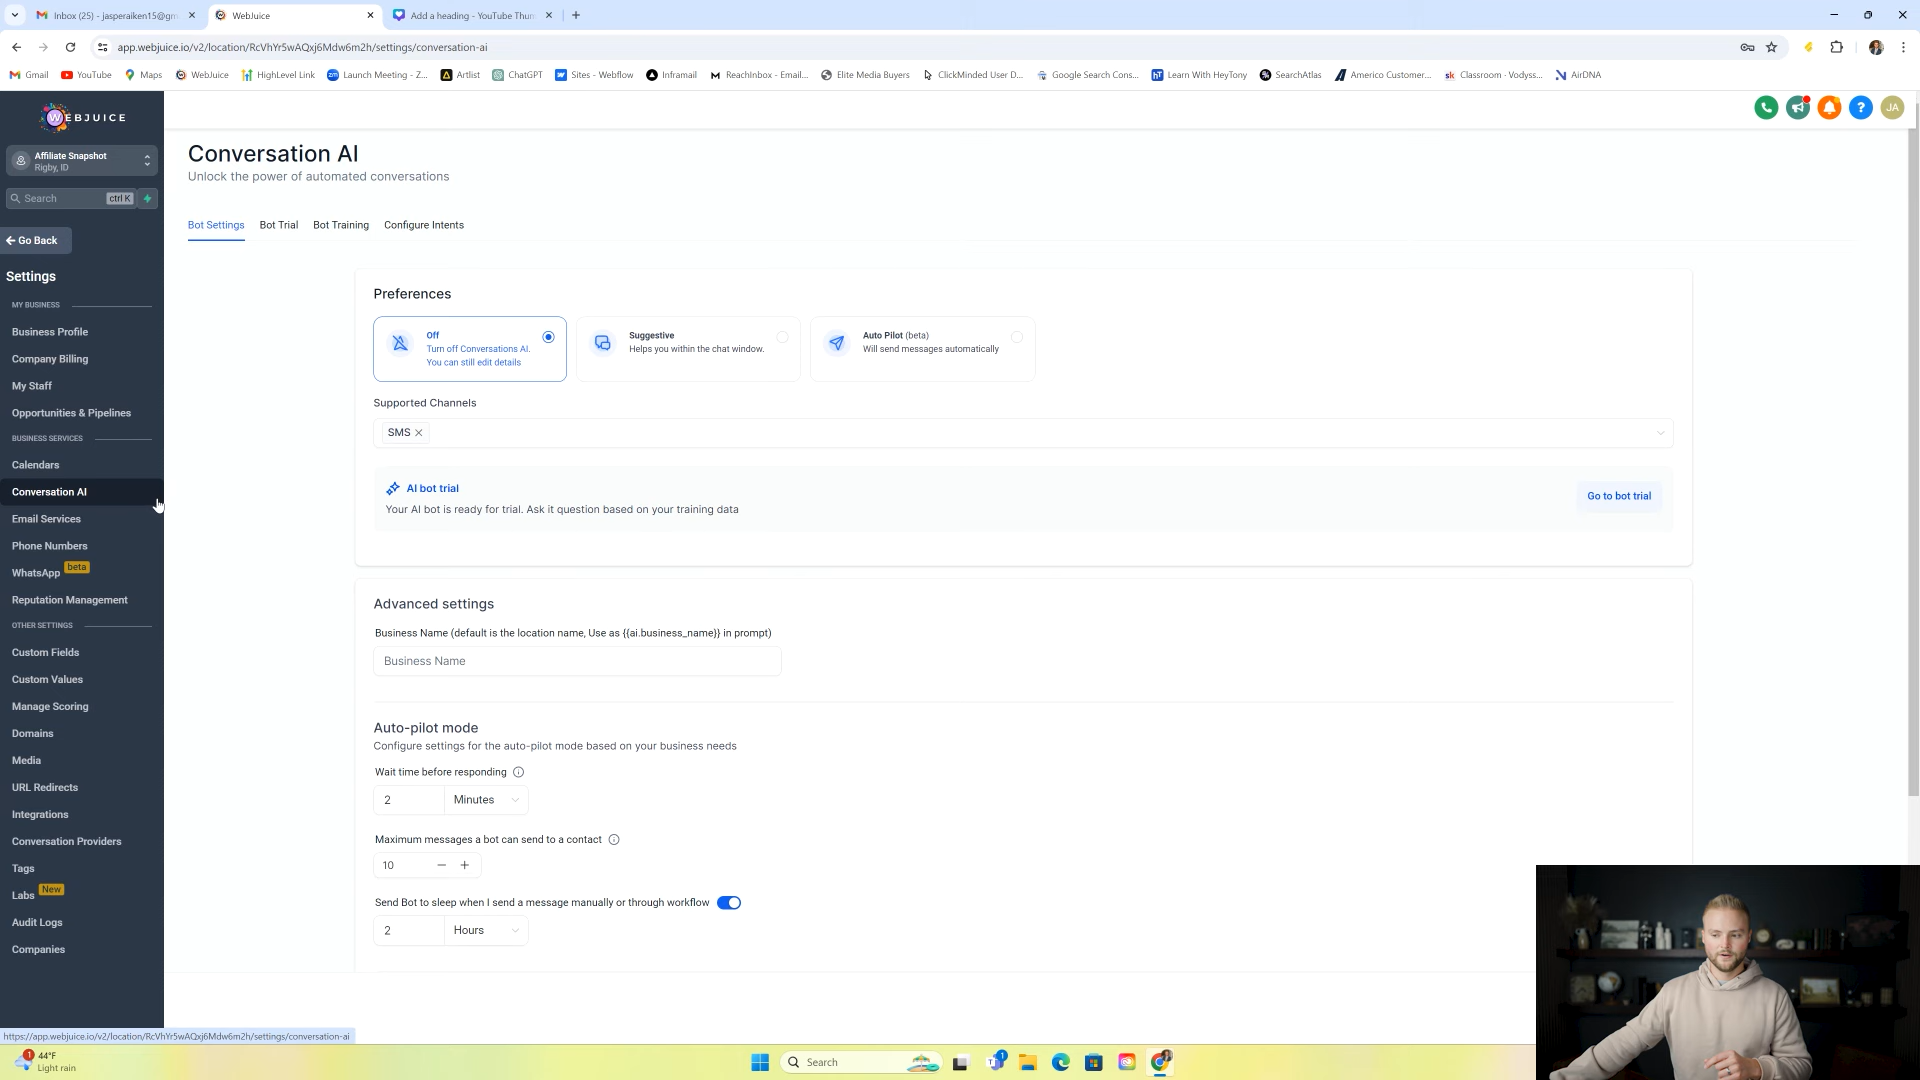 Inbox (25) - jasperaiken15@gm
WebJuice
Add a heading - YouTube Thum
app.webjuice.io/v2/location/RcVhYr5wAQxj6Mdw6m2h/settings/conversation-ai
Gmail
YouTube
Maps
WebJuice
HighLevel Link
Launch Meeting - Z...
Artlist
ChatGPT
Sites - Webflow
Inframail
ReachInbox - Email...
Elite Media Buyers
ClickMinded User D...
Google Search Cons...
Learn With HeyTony
SearchAtlas
Americo Customer...
Classroom - Vodyss...
AirDNA
WEBJUICE
JA
Affiliate Snapshot
Rigby, ID
Search
ctrl K
Go Back
Settings
MY BUSINESS
Business Profile
Company Billing
My Staff
Opportunities & Pipelines
BUSINESS SERVICES
Calendars
Conversation AI
Email Services
Phone Numbers
WhatsApp beta
Reputation Management
OTHER SETTINGS
Custom Fields
Custom Values
Manage Scoring
Domains
Media
URL Redirects
Integrations
Conversation Providers
Tags
Labs New
Audit Logs
Companies
Conversation AI
Unlock the power of automated conversations
Bot Settings
Bot Trial
Bot Training
Configure Intents
Preferences
Off
Turn off Conversations AI.
You can still edit details
Suggestive
Helps you within the chat window.
Auto Pilot (beta)
Will send messages automatically
Supported Channels
SMS
AI bot trial
Your AI bot is ready for trial. Ask it question based on your training data
Go to bot trial
Advanced settings
Business Name (default is the location name, Use as {{ai.business_name}} in prompt)
Business Name
Auto-pilot mode
Configure settings for the auto-pilot mode based on your business needs
Wait time before responding
2 Minutes
Maximum messages a bot can send to a contact
10 − +
Send Bot to sleep when I send a message manually or through workflow
2 Hours
https://app.webjuice.io/v2/location/RcVhYr5wAQxj6Mdw6m2h/settings/conversation-ai
1
44°F
Light rain
Search
1